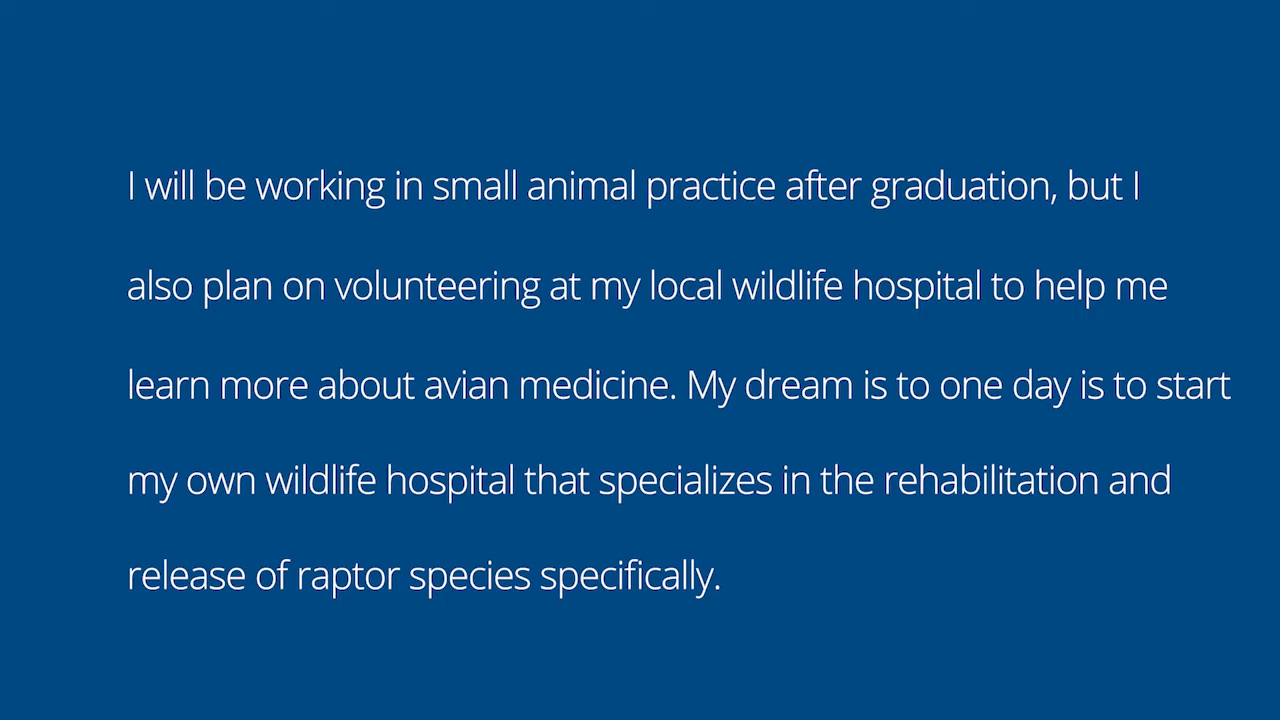 I will be working in small animal practice after graduation, but I
also plan on volunteering at my local wildlife hospital to help me
learn more about avian medicine. My dream is to one day is to start
my own wildlife hospital that specializes in the rehabilitation and
release of raptor species specifically.